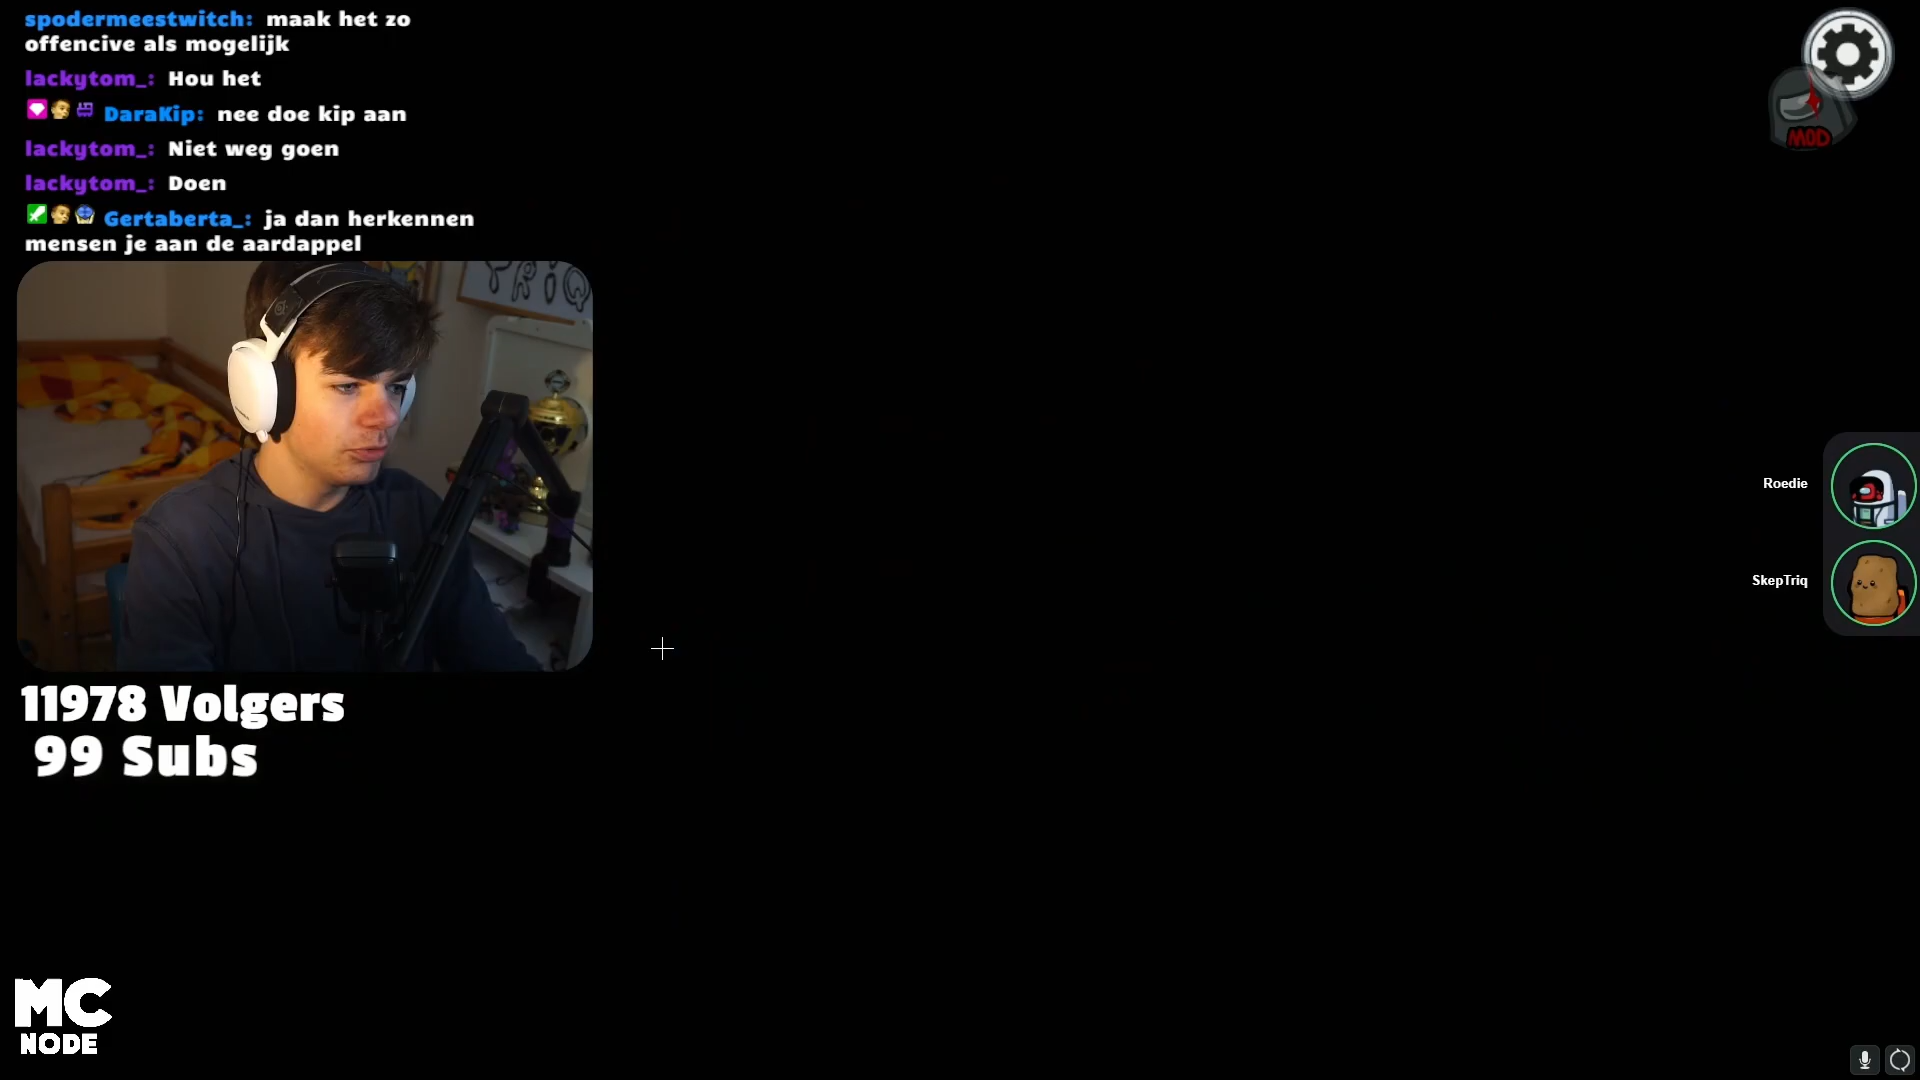 spodermeestwitch: maak het zo
offencive als mogelijk
lackytom_: Hou het
DaraKip: nee doe kip aan
lackytom_: Niet weg goen
lackytom_: Doen
Gertaberta_: ja dan herkennen
mensen je aan de aardappel
TRIQ
MOD
Roedie
SkepTriq
11978 Volgers
99 Subs
MC
NODE